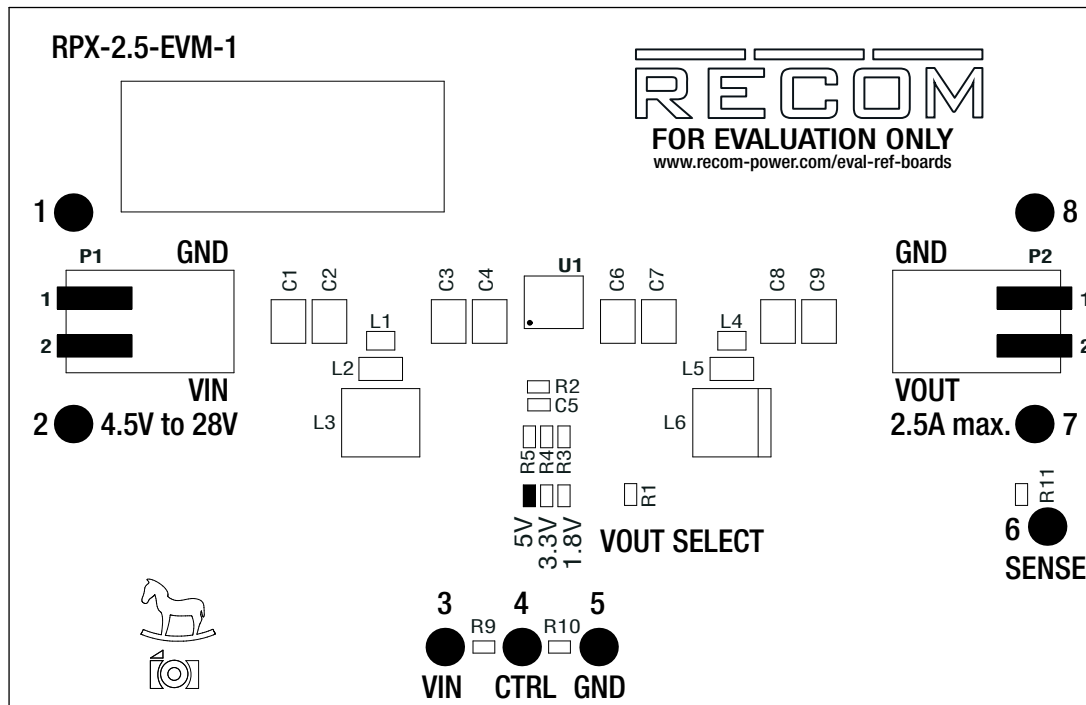 RPX-2.5-EVM-1
RECOM
FOR EVALUATION ONLY
www.recom-power.com/eval-ref-boards
1
8
P1
GND
C1
C2
C3
C4
U1
C6
C7
C8
C9
GND
P2
1
1
L1
L4
2
2
L2
L5
R2
VIN
VOUT
C5
2
4.5V to 28V
L3
L6
2.5A max.
7
R5
R4
R3
R1
R11
5V
3.3V
1.8V
VOUT SELECT
6
SENSE
3
4
5
R9
R10
VIN
CTRL
GND